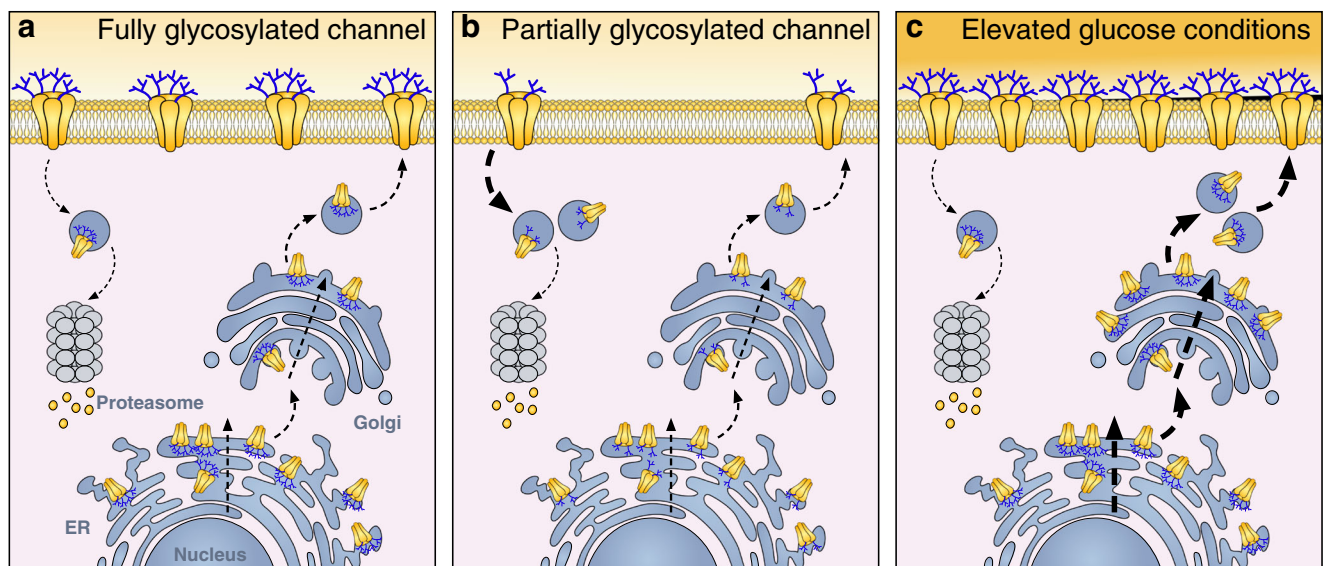 a Fully glycosylated channel
b Partially glycosylated channel
c Elevated glucose conditions
Proteasome
Golgi
ER
Nucleus